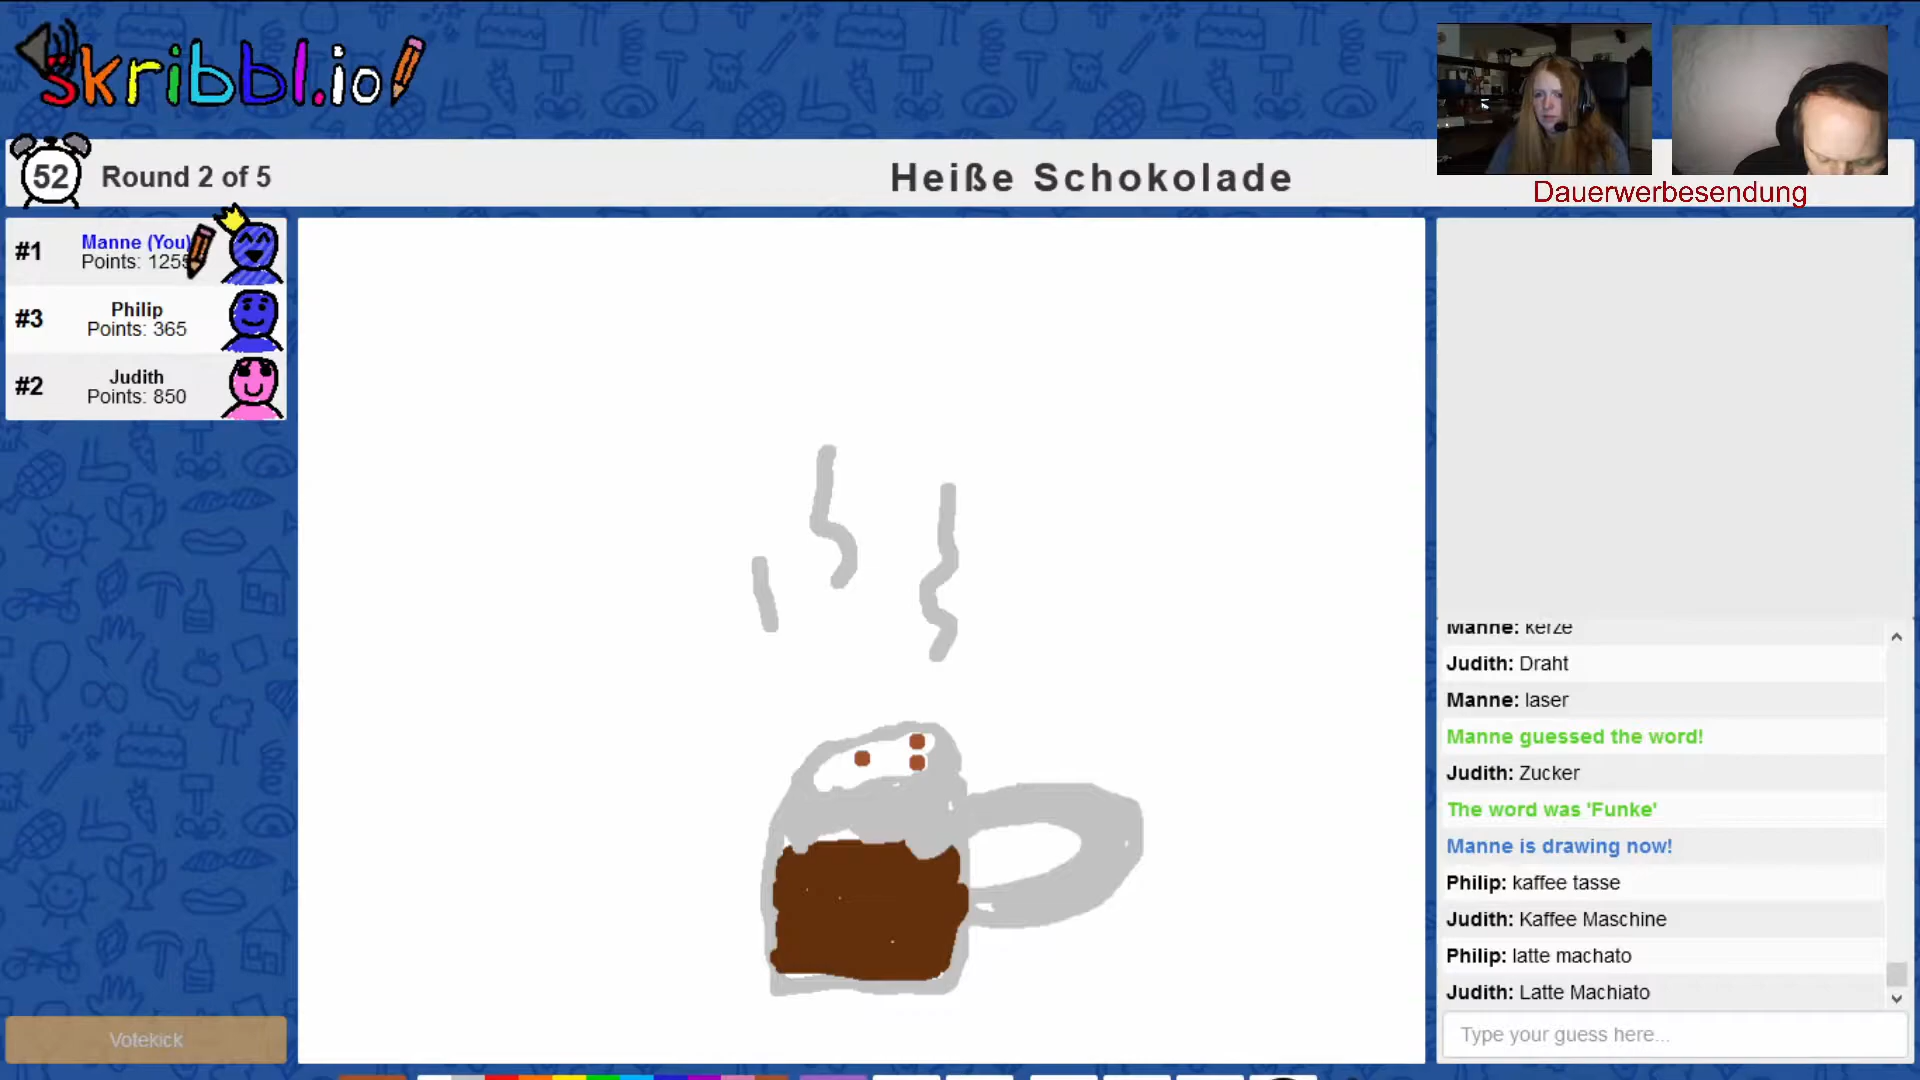 skribbl.io
52
Round 2 of 5
Heiße Schokolade
Dauerwerbesendung
#1
Manne (You)
Points: 1255
#3
Philip
Points: 365
#2
Judith
Points: 850
Manne: kerze
Judith: Draht
Manne: laser
Manne guessed the word!
Judith: Zucker
The word was 'Funke'
Manne is drawing now!
Philip: kaffee tasse
Judith: Kaffee Maschine
Philip: latte machato
Judith: Latte Machiato
Votekick
Type your guess here...